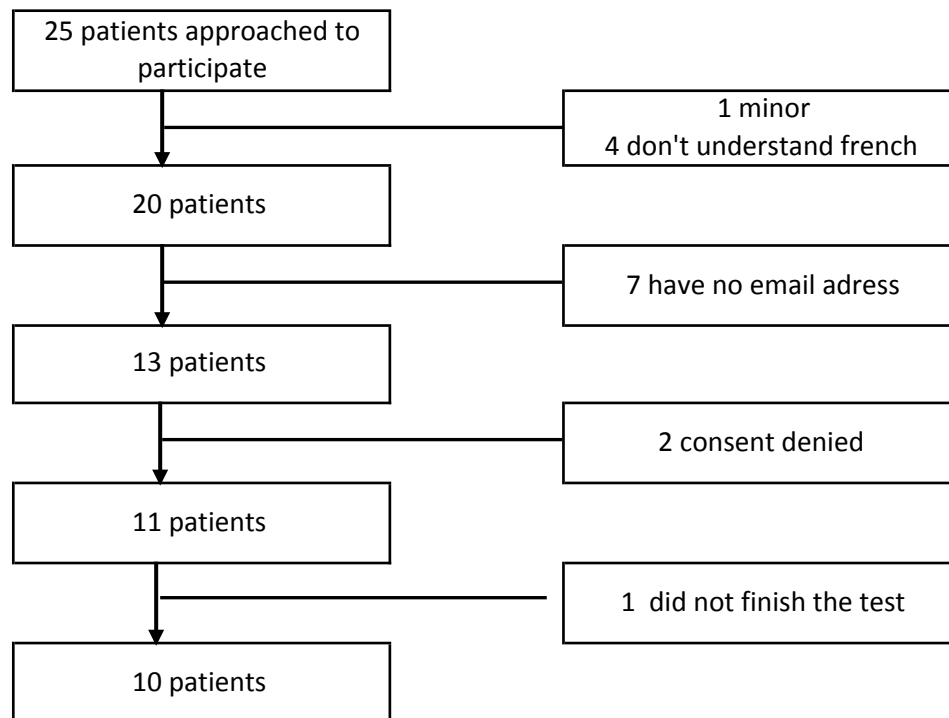 25 patients approached to
participate
1 minor
4 don't understand french
20 patients
7 have no email adress
13 patients
2 consent denied
11 patients
1 did not finish the test
10 patients